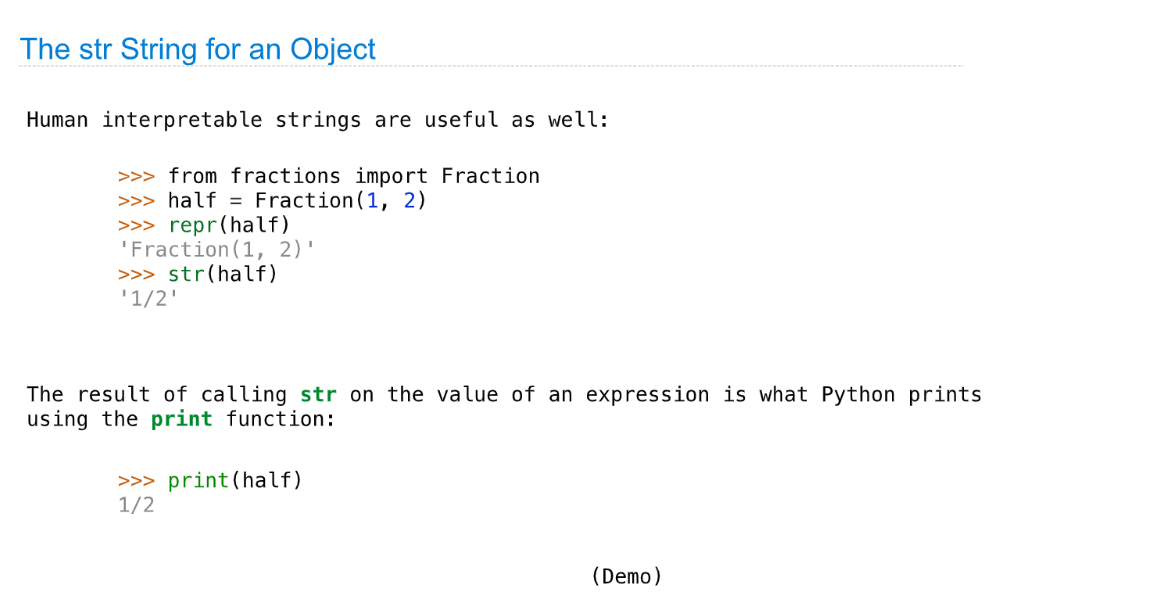 The str String for an Object
Human interpretable strings are useful as well:
>>> from fractions import Fraction
>>> half = Fraction(1, 2)
>>> repr(half)
'Fraction(1, 2)'
>>> str(half)
'1/2'
The result of calling str on the value of an expression is what Python prints
using the print function:
>>> print(half)
1/2
(Demo)